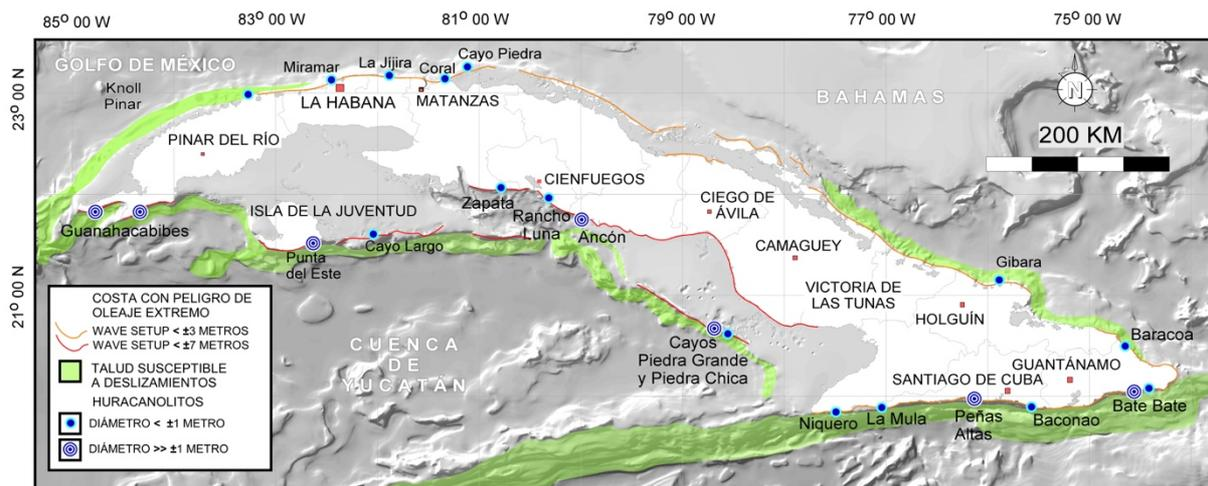 85º 00 W
83º 00 W
81º 00 W
79º 00 W
77º 00 W
75º 00 W
23º 00 N
21º 00 N
GOLFO DE MÉXICO
Knoll
Pinar
Miramar
La Jijira
Coral
Cayo Piedra
LA HABANA
MATANZAS
BAHAMAS
N
200 KM
PINAR DEL RÍO
Guanahacabibes
ISLA DE LA JUVENTUD
Punta
del Este
Cayo Largo
Zapata
CIENFUEGOS
Rancho
Luna
Ancón
CIEGO DE
ÁVILA
CAMAGUEY
VICTORIA DE
LAS TUNAS
Gibara
HOLGUÍN
Baracoa
GUANTÁNAMO
SANTIAGO DE CUBA
Bate Bate
Cayos
Piedra Grande
y Piedra Chica
Niquero
La Mula
Peñas
Altas
Baconao
CUENCA
DE
YUCATÁN
COSTA CON PELIGRO DE
OLEAJE EXTREMO
WAVE SETUP < ±3 METROS
WAVE SETUP < ±7 METROS
TALUD SUSCEPTIBLE
A DESLIZAMIENTOS
HURACANOLITOS
DIÁMETRO < ±1 METRO
DIÁMETRO >> ±1 METRO